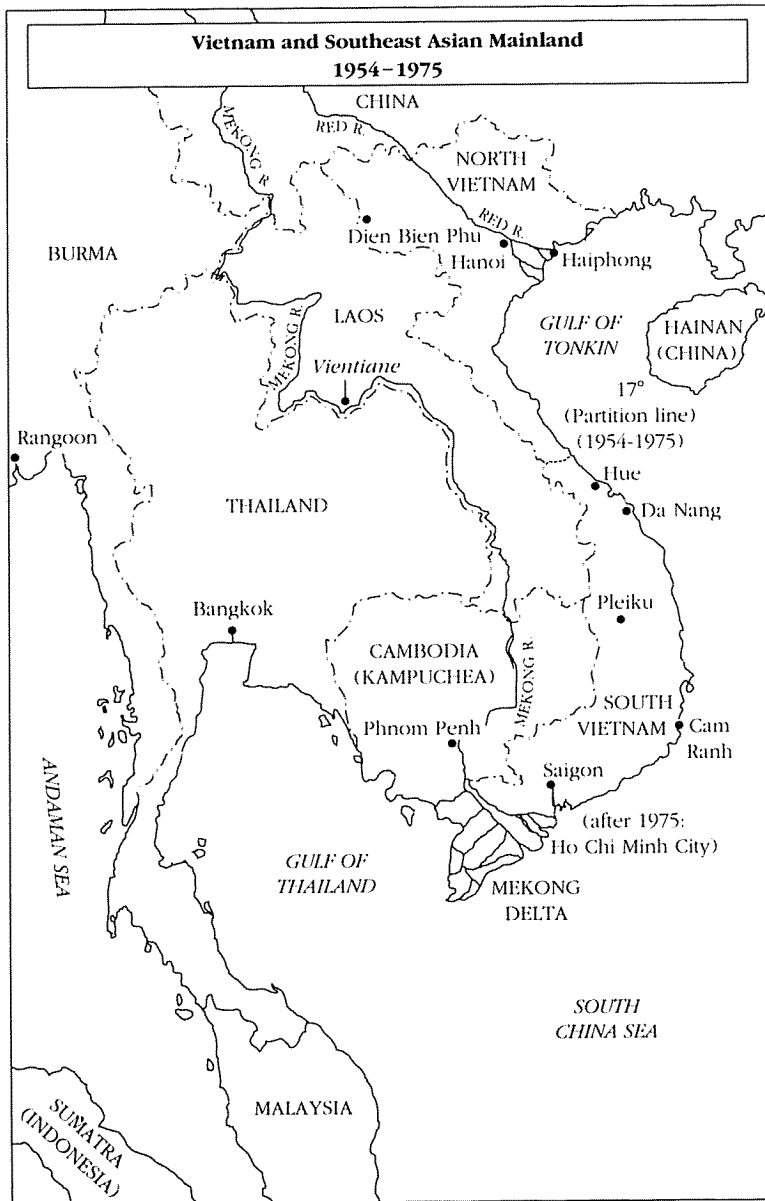 Vietnam and Southeast Asian Mainland
1954–1975
CHINA
MEKONG R.
RED R.
NORTH
VIETNAM
RED R.
Dien Bien Phu
Hanoi
Haiphong
BURMA
LAOS
GULF OF
TONKIN
HAINAN
(CHINA)
MEKONG R.
Vientiane
17°
(Partition line)
(1954-1975)
Rangoon
Hue
THAILAND
Da Nang
Bangkok
Pleiku
CAMBODIA
(KAMPUCHEA)
MEKONG R.
SOUTH
VIETNAM
Phnom Penh
Cam
Ranh
Saigon
ANDAMAN SEA
(after 1975:
Ho Chi Minh City)
GULF OF
THAILAND
MEKONG
DELTA
SOUTH
CHINA SEA
MALAYSIA
SUMATRA
(INDONESIA)